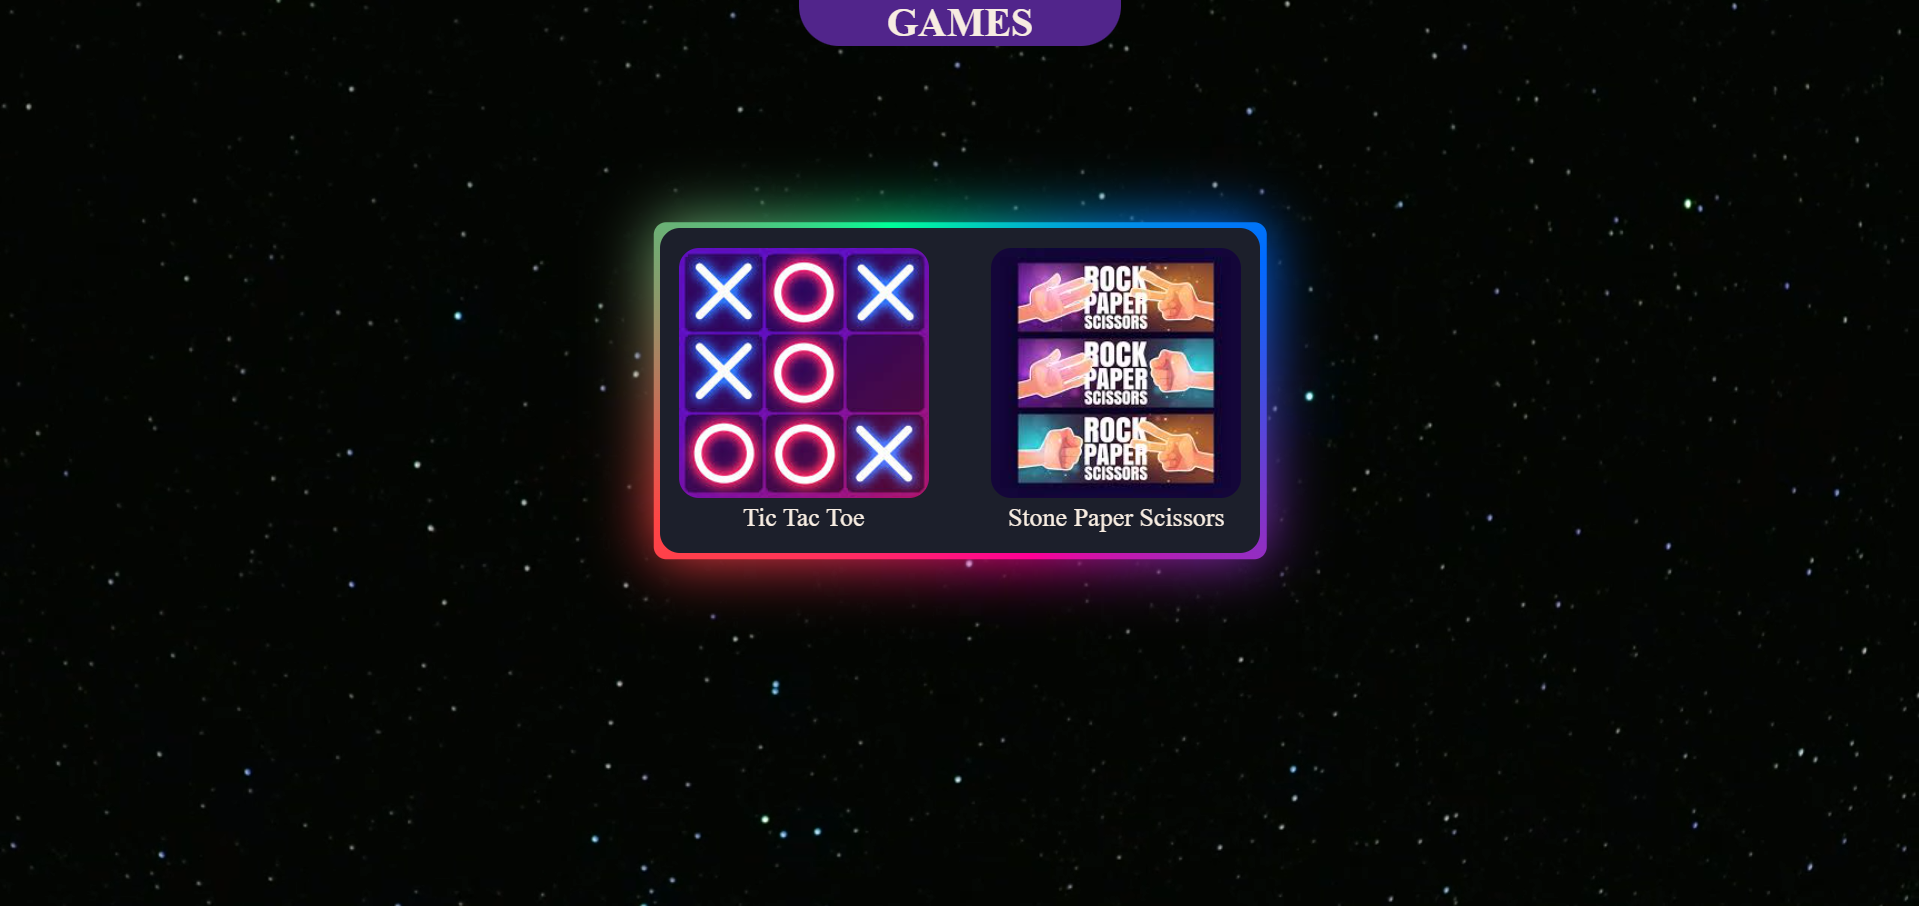 GAMES
ROCK
PAPER
SCISSORS
ROCK
PAPER
SCISSORS
ROCK
PAPER
SCISSORS
Tic Tac Toe
Stone Paper Scissors